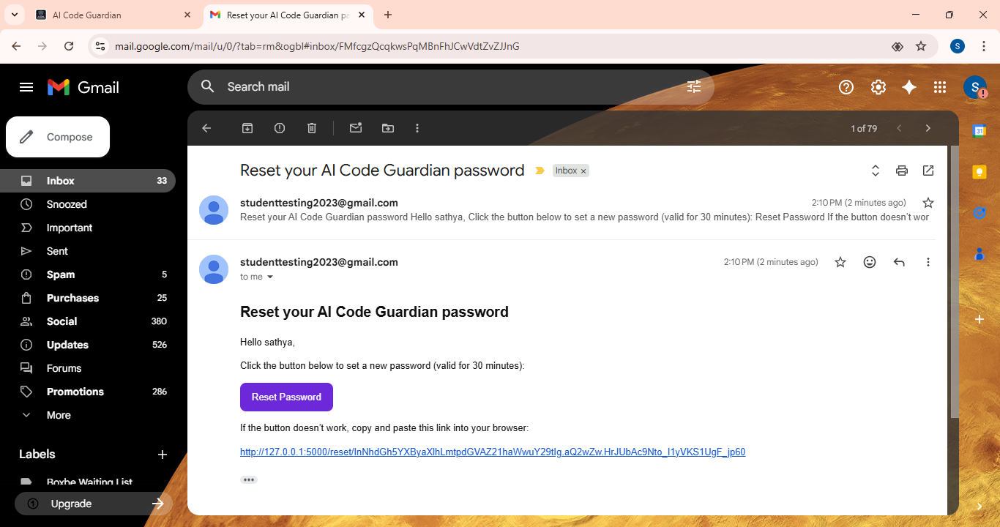 AI Code Guardian
Reset your AI Code Guardian pa
mail.google.com/mail/u/0/?tab=rm&ogbl#inbox/FMfcgzQcqkwsPqMBnFhJCwVdtZvZJJnG
S
Gmail
Search mail
S
Compose
1 of 79
31
Inbox 33
Snoozed
Important
Sent
Spam 5
Purchases 25
Social 380
Updates 526
Forums
Promotions 286
More
Labels
Boxbe Waiting List
Upgrade
Reset your AI Code Guardian password Inbox
studenttesting2023@gmail.com 2:10 PM (2 minutes ago)
Reset your AI Code Guardian password Hello sathya, Click the button below to set a new password (valid for 30 minutes): Reset Password If the button doesn't wor
studenttesting2023@gmail.com 2:10 PM (2 minutes ago)
to me
Reset your AI Code Guardian password
Hello sathya,
Click the button below to set a new password (valid for 30 minutes):
Reset Password
If the button doesn't work, copy and paste this link into your browser:
http://127.0.0.1:5000/reset/InNhdGh5YXByaXlhLmtpdGVAZ21haWwuY29tIg.aQ2wZw.HrJUbAc9Nto_I1yVKS1UgF_jp60